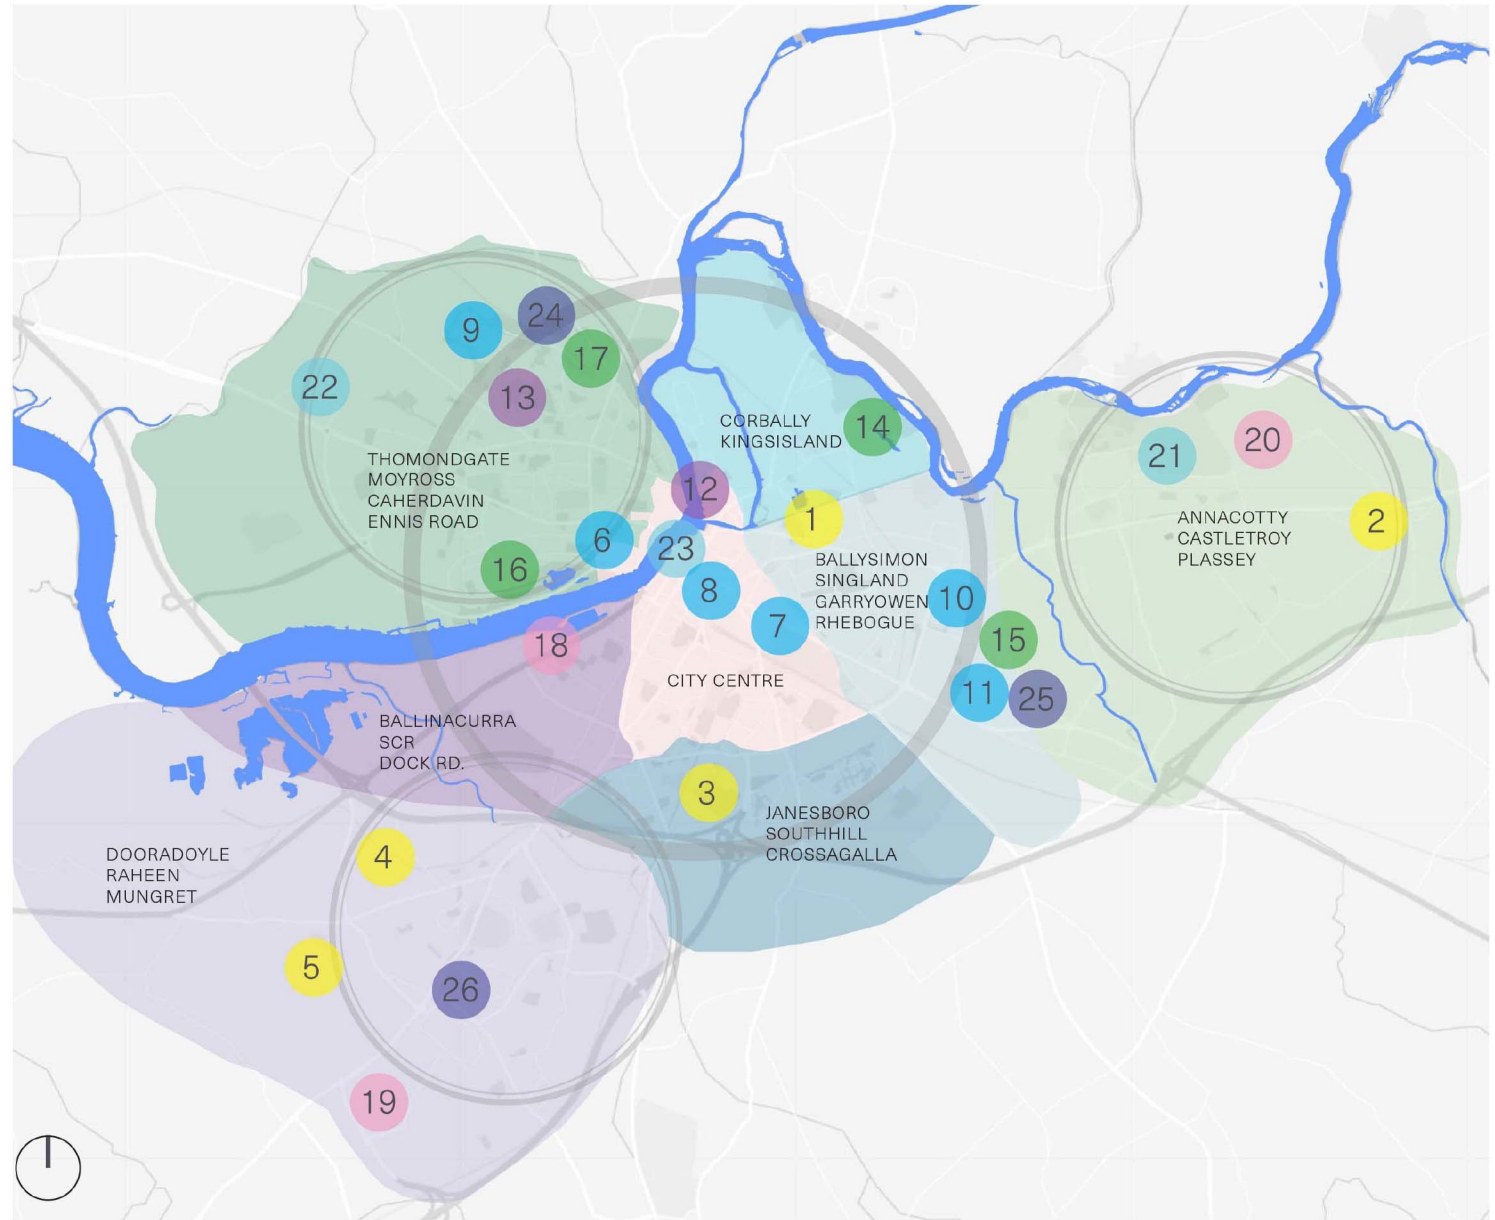 24
9
17
22
13
CORBALLY
KINGSISLAND
14
21
20
THOMONDGATE
MOYROSS
CAHERDAVIN
ENNIS ROAD
12
1
ANNACOTTY
CASTLETROY
PLASSEY
2
6
23
16
8
7
BALLYSIMON
SINGLAND
GARRYOWEN
RHEBOGUE
10
15
18
CITY CENTRE
11
25
BALLINACURRA
SCR
DOCK RD.
3
JANESBORO
SOUTHHILL
CROSSAGALLA
DOORADOYLE
RAHEEN
MUNGRET
4
5
26
19